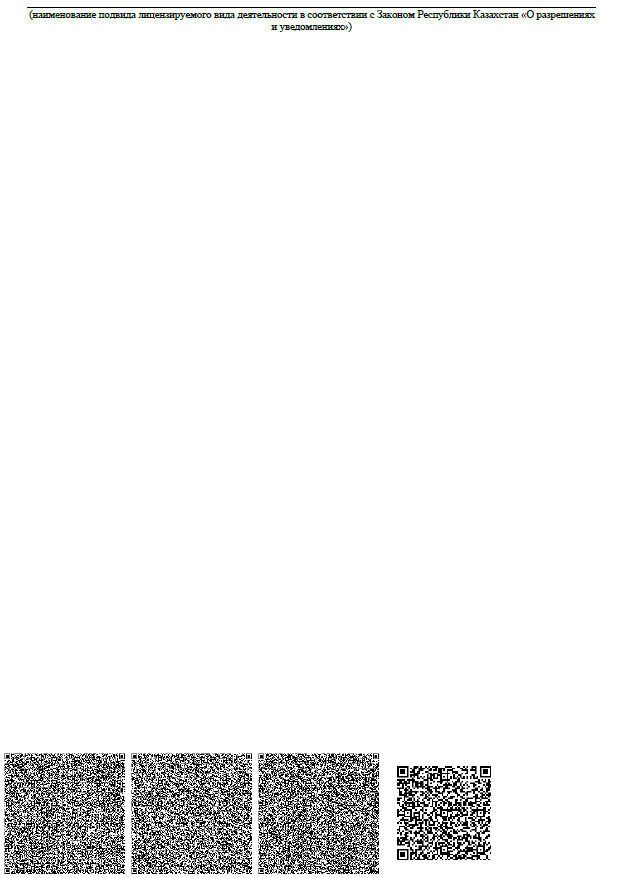 (наименование подвида лицензируемого вида деятельности в соответствии с Законом Республики Казахстан «О разрешениях
и уведомлениях»)